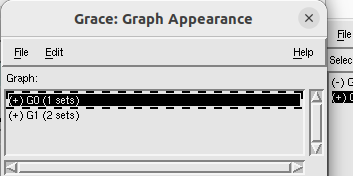 Grace: Graph Appearance
File Edit Help
File
Graph:
Selec
(+) G0 (1 sets)
(-) G
(+) G1 (2 sets)
(+) G